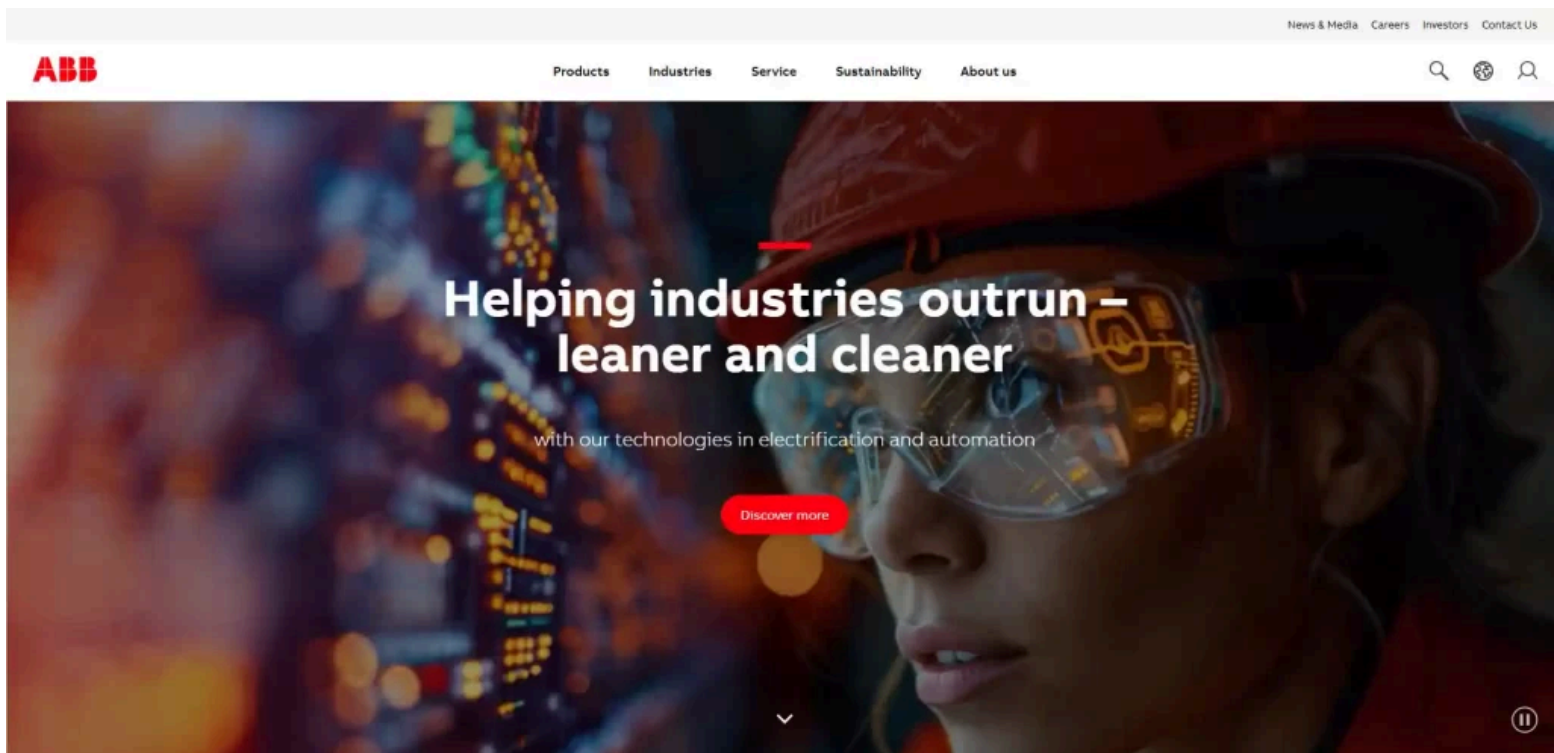 News & Media Careers Investors Contact Us
ABB
Products Industries Service Sustainability About us
Helping industries outrun –
leaner and cleaner
with our technologies in electrification and automation
Discover more